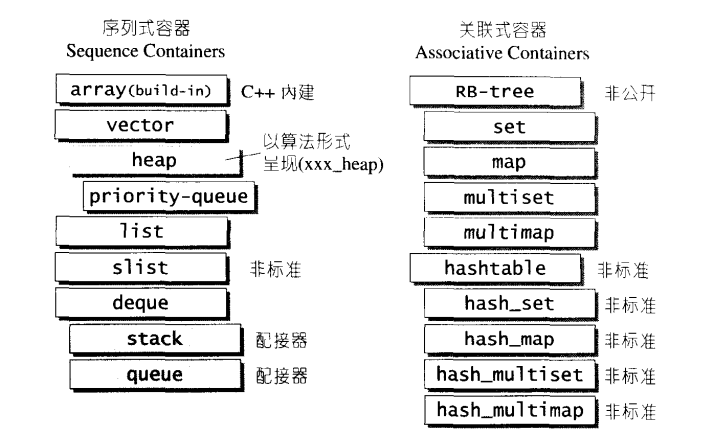 序列式容器
Sequence Containers
array(build-in) C++ 内建
vector
heap
以算法形式
呈现(xxx_heap)
priority-queue
list
slist 非标准
deque
stack 配接器
queue 配接器
关联式容器
Associative Containers
RB-tree 非公开
set
map
multiset
multimap
hashtable 非标准
hash_set 非标准
hash_map 非标准
hash_multiset 非标准
hash_multimap 非标准